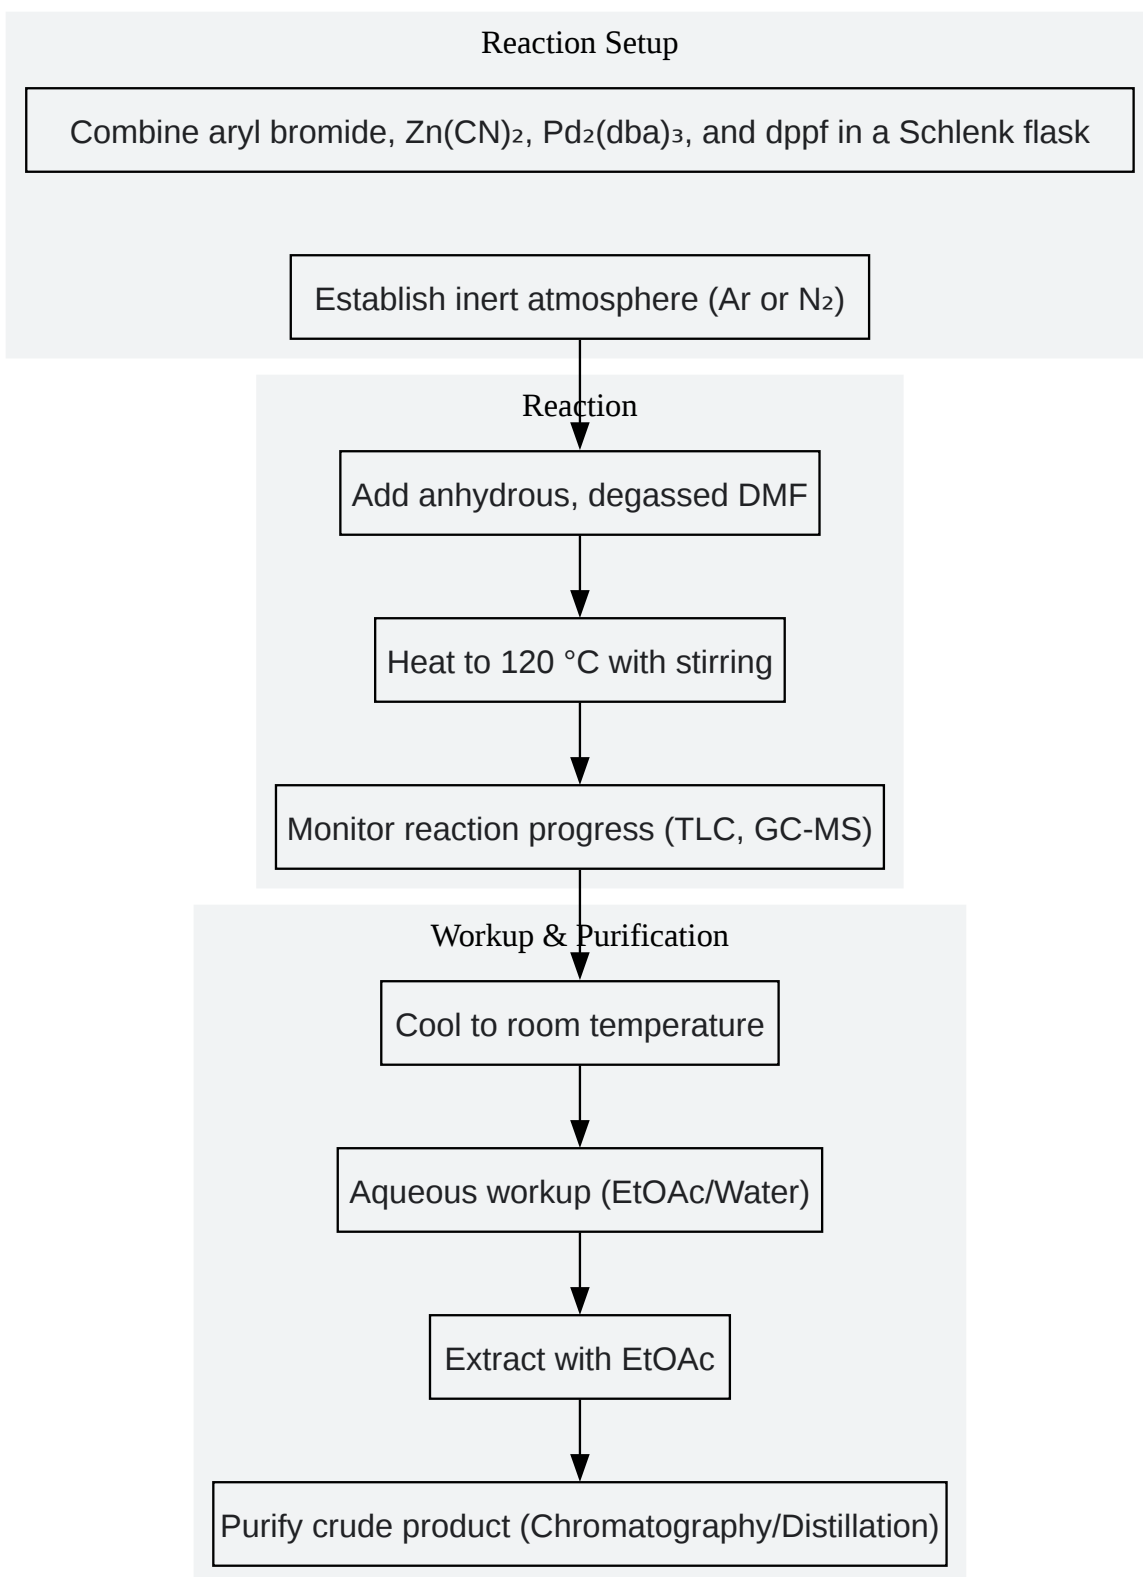 Reaction Setup
Combine aryl bromide, Zn(CN)₂, Pd₂(dba)₃, and dppf in a Schlenk flask
Establish inert atmosphere (Ar or N₂)
Reaction
Add anhydrous, degassed DMF
Heat to 120 °C with stirring
Monitor reaction progress (TLC, GC-MS)
Workup & Purification
Cool to room temperature
Aqueous workup (EtOAc/Water)
Extract with EtOAc
Purify crude product (Chromatography/Distillation)